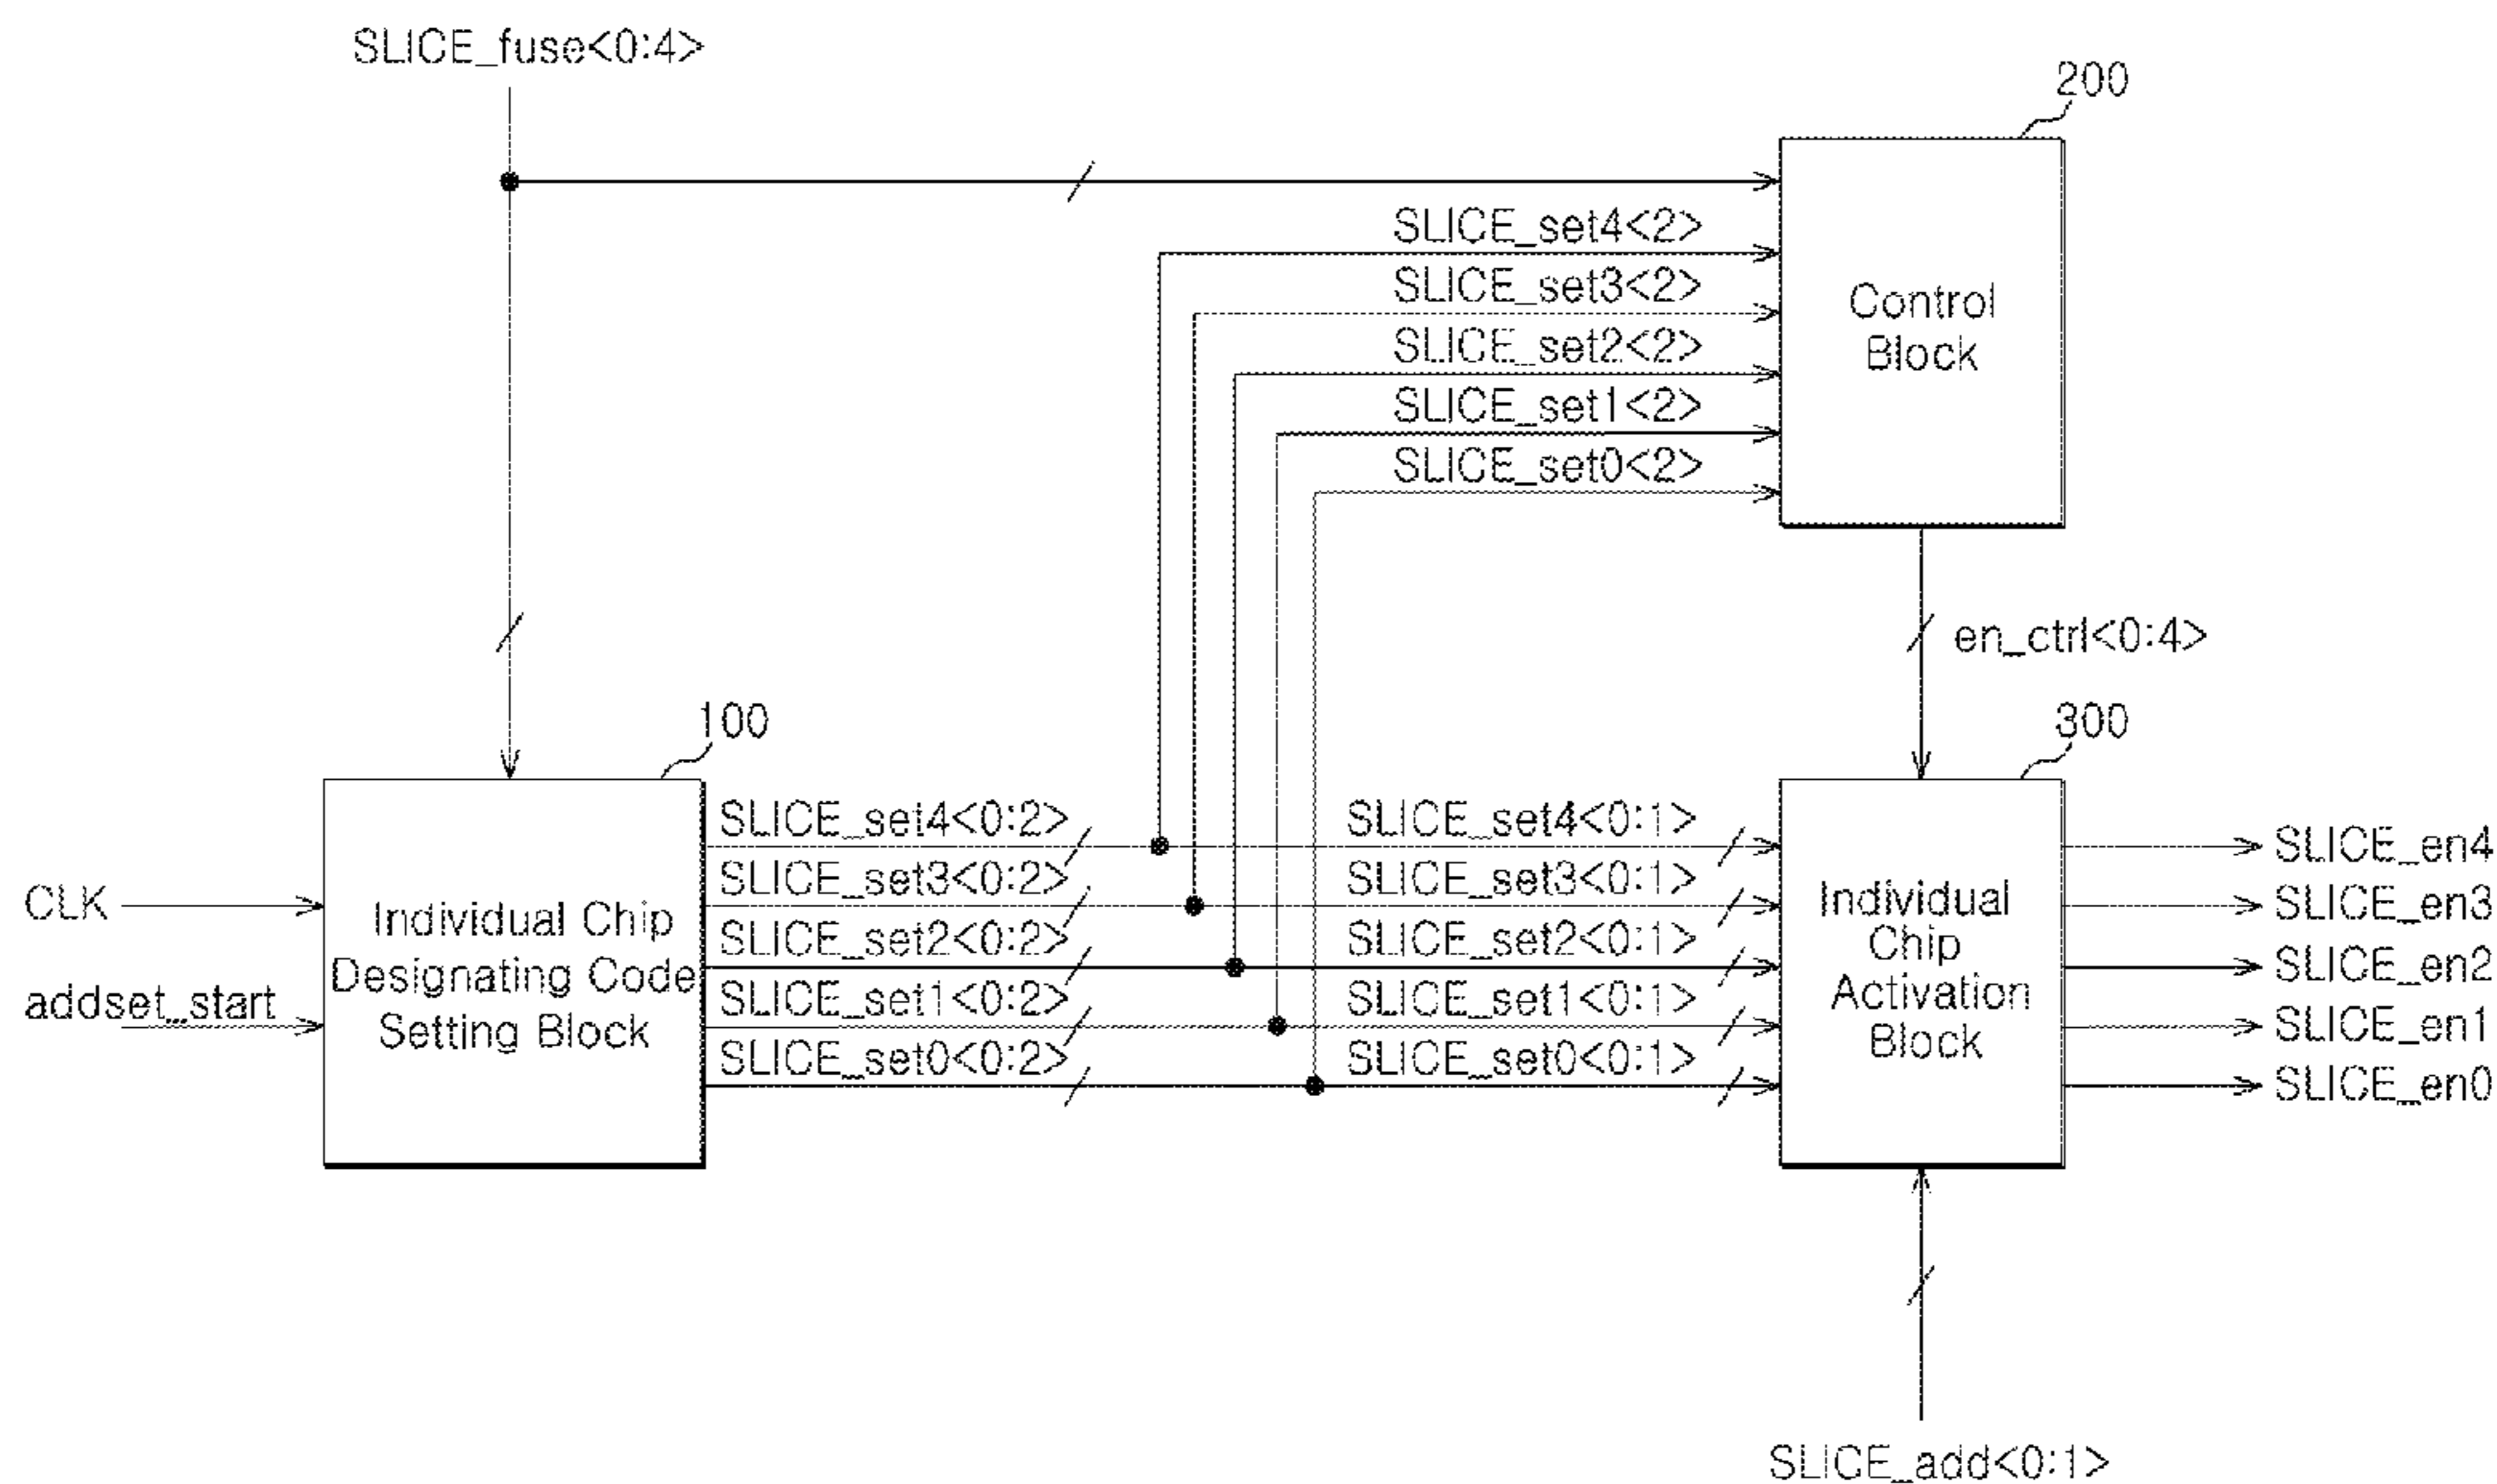 SLICE_fuse<0:4>
200
SLICE_set4<2>
SLICE_set3<2>
SLICE_set2<2>
SLICE_set1<2>
SLICE_set0<2>
Control
Block
en_ctrl<0:4>
100
300
CLK
addset_start
Individual Chip
Designating Code
Setting Block
SLICE_set4<0:2>
SLICE_set3<0:2>
SLICE_set2<0:2>
SLICE_set1<0:2>
SLICE_set0<0:2>
SLICE_set4<0:1>
SLICE_set3<0:1>
SLICE_set2<0:1>
SLICE_set1<0:1>
SLICE_set0<0:1>
Individual
Chip
Activation
Block
SLICE_en4
SLICE_en3
SLICE_en2
SLICE_en1
SLICE_en0
SLICE_add<0:1>